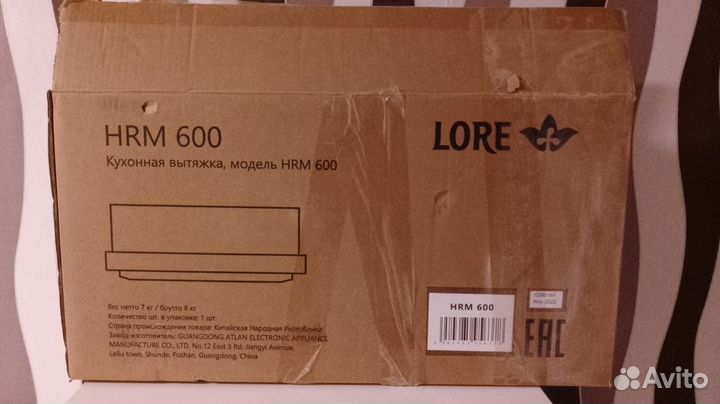 HRM 600
Кухонная вытяжка, модель HRM 600
LORE
Вес нетто 7 кг / брутто 8 кг
Количество шт. в упаковке: 1 шт.
Страна происхождения товара: Китайская Народная Республика
Завод-изготовитель: GUANGDONG ATLAN ELECTRONIC APPLIANCE
MANUFACTURE CO., LTD, No.12 East 3 Rd, Jiangyi Avenue,
Leliu town, Shunde, Foshan, Guangdong, China
HRM 600
Nov.-2022
EAC
Avito